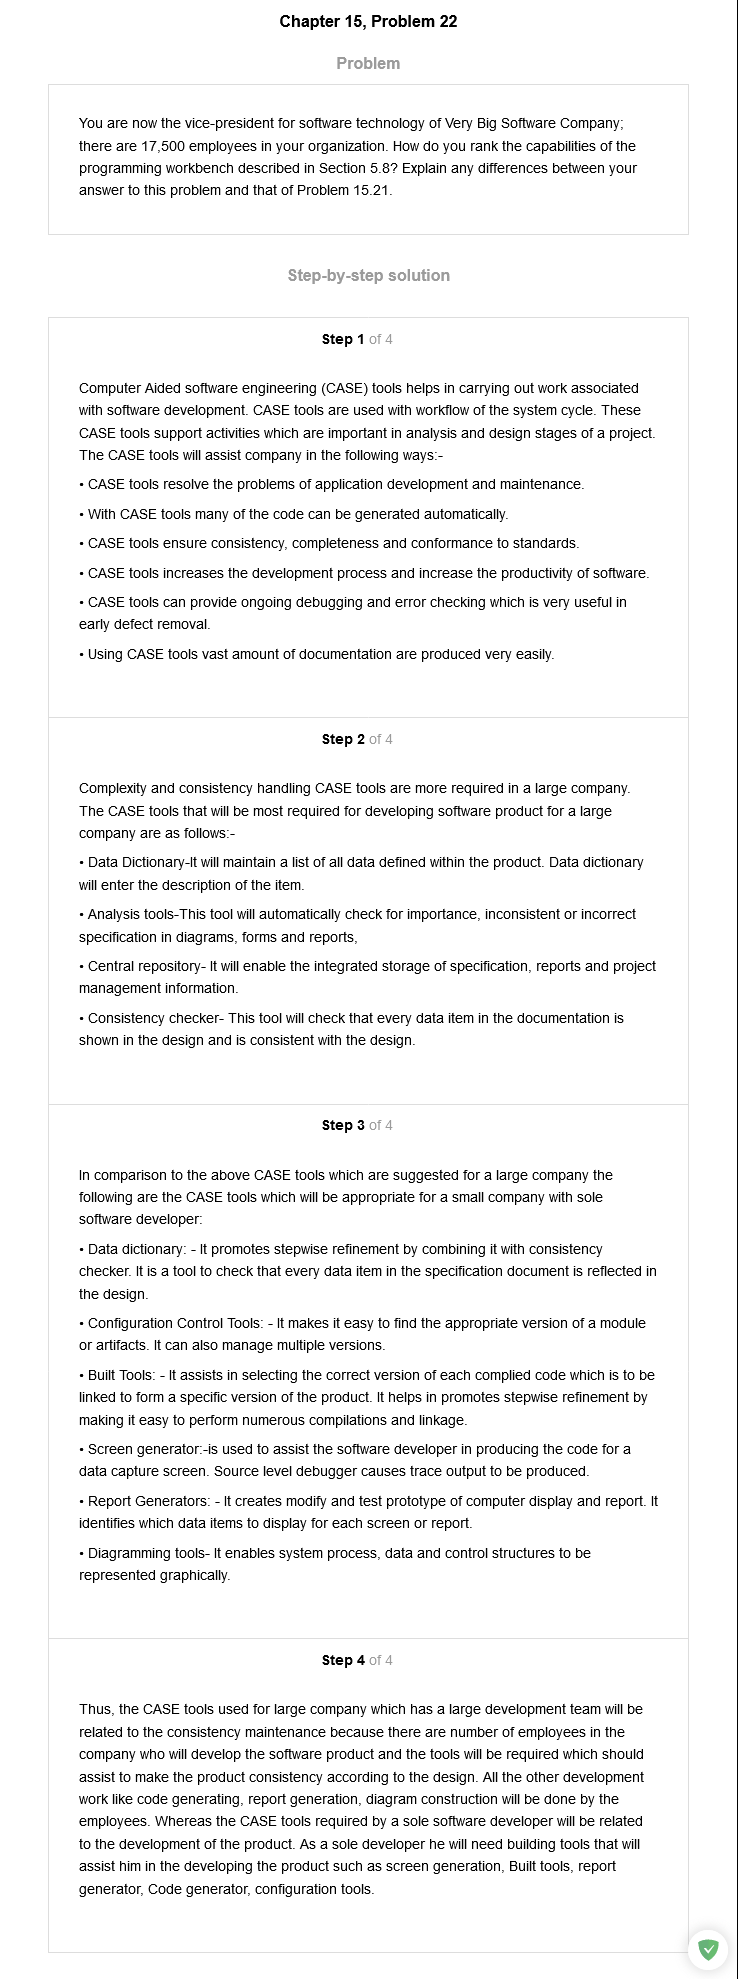 Chapter 15, Problem 22
Problem
You are now the vice-president for software technology of Very Big Software Company;
there are 17,500 employees in your organization. How do you rank the capabilities of the
programming workbench described in Section 5.8? Explain any differences between your
answer to this problem and that of Problem 15.21.
Step-by-step solution
Step 1 of 4
Computer Aided software engineering (CASE) tools helps in carrying out work associated
with software development. CASE tools are used with workflow of the system cycle. These
CASE tools support activities which are important in analysis and design stages of a project.
The CASE tools will assist company in the following ways:-
• CASE tools resolve the problems of application development and maintenance.
• With CASE tools many of the code can be generated automatically.
• CASE tools ensure consistency, completeness and conformance to standards.
• CASE tools increases the development process and increase the productivity of software.
• CASE tools can provide ongoing debugging and error checking which is very useful in
early defect removal.
• Using CASE tools vast amount of documentation are produced very easily.
Step 2 of 4
Complexity and consistency handling CASE tools are more required in a large company.
The CASE tools that will be most required for developing software product for a large
company are as follows:-
• Data Dictionary-It will maintain a list of all data defined within the product. Data dictionary
will enter the description of the item.
• Analysis tools-This tool will automatically check for importance, inconsistent or incorrect
specification in diagrams, forms and reports,
• Central repository- It will enable the integrated storage of specification, reports and project
management information.
• Consistency checker- This tool will check that every data item in the documentation is
shown in the design and is consistent with the design.
Step 3 of 4
In comparison to the above CASE tools which are suggested for a large company the
following are the CASE tools which will be appropriate for a small company with sole
software developer:
• Data dictionary: - It promotes stepwise refinement by combining it with consistency
checker. It is a tool to check that every data item in the specification document is reflected in
the design.
• Configuration Control Tools: - It makes it easy to find the appropriate version of a module
or artifacts. It can also manage multiple versions.
• Built Tools: - It assists in selecting the correct version of each complied code which is to be
linked to form a specific version of the product. It helps in promotes stepwise refinement by
making it easy to perform numerous compilations and linkage.
• Screen generator:-is used to assist the software developer in producing the code for a
data capture screen. Source level debugger causes trace output to be produced.
• Report Generators: - It creates modify and test prototype of computer display and report. It
identifies which data items to display for each screen or report.
• Diagramming tools- It enables system process, data and control structures to be
represented graphically.
Step 4 of 4
Thus, the CASE tools used for large company which has a large development team will be
related to the consistency maintenance because there are number of employees in the
company who will develop the software product and the tools will be required which should
assist to make the product consistency according to the design. All the other development
work like code generating, report generation, diagram construction will be done by the
employees. Whereas the CASE tools required by a sole software developer will be related
to the development of the product. As a sole developer he will need building tools that will
assist him in the developing the product such as screen generation, Built tools, report
generator, Code generator, configuration tools.